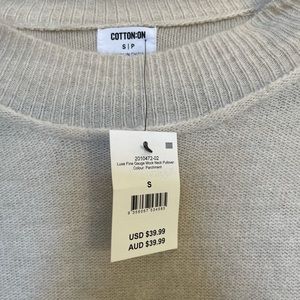 COTTON:ON
S | P
2010472-02
Luxe Fine Gauge Mock Neck Pullover
Colour: Parchment
S
USD $39.99
AUD $39.99